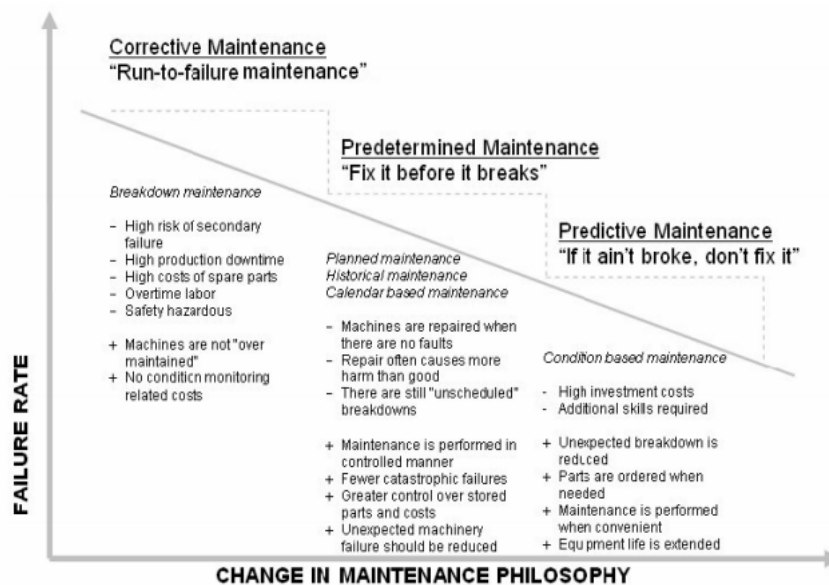 Corrective Maintenance
"Run-to-failure maintenance"
Predetermined Maintenance
"Fix it before it breaks"
Predictive Maintenance
"If it ain't broke, don't fix it"
Breakdown maintenance
- High risk of secondary
failure
- High production downtime
- High costs of spare parts
- Overtime labor
- Safety hazardous
+ Machines are not "over
maintained"
+ No condition monitoring
related costs
Planned maintenance
Historical maintenance
Calendar based maintenance
- Machines are repaired when
there are no faults
- Repair often causes more
harm than good
- There are still "unscheduled"
breakdowns
+ Maintenance is performed in
controlled manner
+ Fewer catastrophic failures
+ Greater control over stored
parts and costs
+ Unexpected machinery
failure should be reduced
Condition based maintenance
- High investment costs
- Additional skills required
+ Unexpected breakdown is
reduced
+ Parts are ordered when
needed
+ Maintenance is performed
when convenient
+ Equipment life is extended
FAILURE RATE
CHANGE IN MAINTENANCE PHILOSOPHY